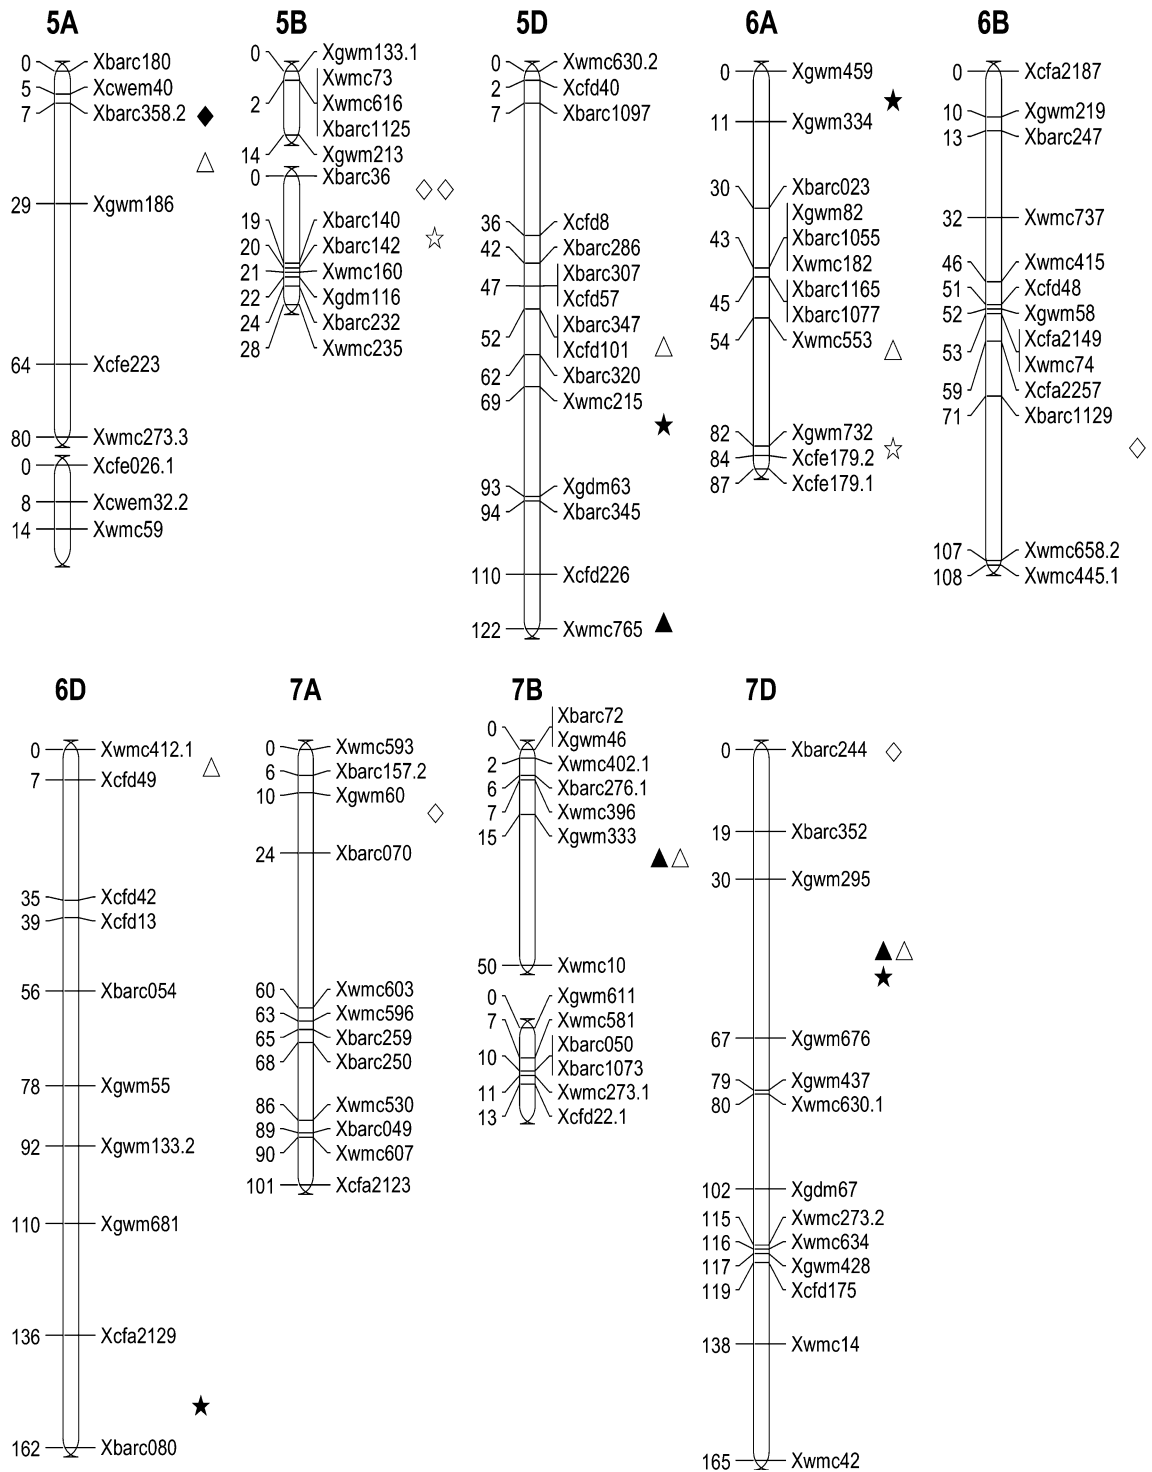 5A
0 Xbarc180
5 Xcwem40
7 Xbarc358.2
29 Xgwm186
64 Xcfe223
80 Xwmc273.3
0 Xcfe026.1
8 Xcwem32.2
14 Xwmc59
5B
0 Xgwm133.1
Xwmc73
2 Xwmc616
Xbarc1125
14 Xgwm213
0 Xbarc36
19 Xbarc140
20 Xbarc142
21 Xwmc160
22 Xgdm116
24 Xbarc232
28 Xwmc235
5D
0 Xwmc630.2
2 Xcfd40
7 Xbarc1097
36 Xcfd8
42 Xbarc286
Xbarc307
47
Xcfd57
Xbarc347
52
Xcfd101
62 Xbarc320
69 Xwmc215
93 Xgdm63
94 Xbarc345
110 Xcfd226
122 Xwmc765
6A
0 Xgwm459
11 Xgwm334
30 Xbarc023
Xgwm82
43 Xbarc1055
Xwmc182
Xbarc1165
45
Xbarc1077
54 Xwmc553
82 Xgwm732
84 Xcfe179.2
87 Xcfe179.1
6B
0 Xcfa2187
10 Xgwm219
13 Xbarc247
32 Xwmc737
46 Xwmc415
51 Xcfd48
52 Xgwm58
Xcfa2149
53
Xwmc74
59 Xcfa2257
71 Xbarc1129
107 Xwmc658.2
108 Xwmc445.1
6D
0 Xwmc412.1
7 Xcfd49
35 Xcfd42
39 Xcfd13
56 Xbarc054
78 Xgwm55
92 Xgwm133.2
110 Xgwm681
136 Xcfa2129
162 Xbarc080
7A
0 Xwmc593
6 Xbarc157.2
10 Xgwm60
24 Xbarc070
60 Xwmc603
63 Xwmc596
65 Xbarc259
68 Xbarc250
86 Xwmc530
89 Xbarc049
90 Xwmc607
101 Xcfa2123
7B
Xbarc72
0
Xgwm46
2 Xwmc402.1
6 Xbarc276.1
7 Xwmc396
15 Xgwm333
50 Xwmc10
0 Xgwm611
7 Xwmc581
Xbarc050
10
Xbarc1073
11 Xwmc273.1
13 Xcfd22.1
7D
0 Xbarc244
19 Xbarc352
30 Xgwm295
67 Xgwm676
79 Xgwm437
80 Xwmc630.1
102 Xgdm67
115 Xwmc273.2
116 Xwmc634
117 Xgwm428
119 Xcfd175
138 Xwmc14
165 Xwmc42